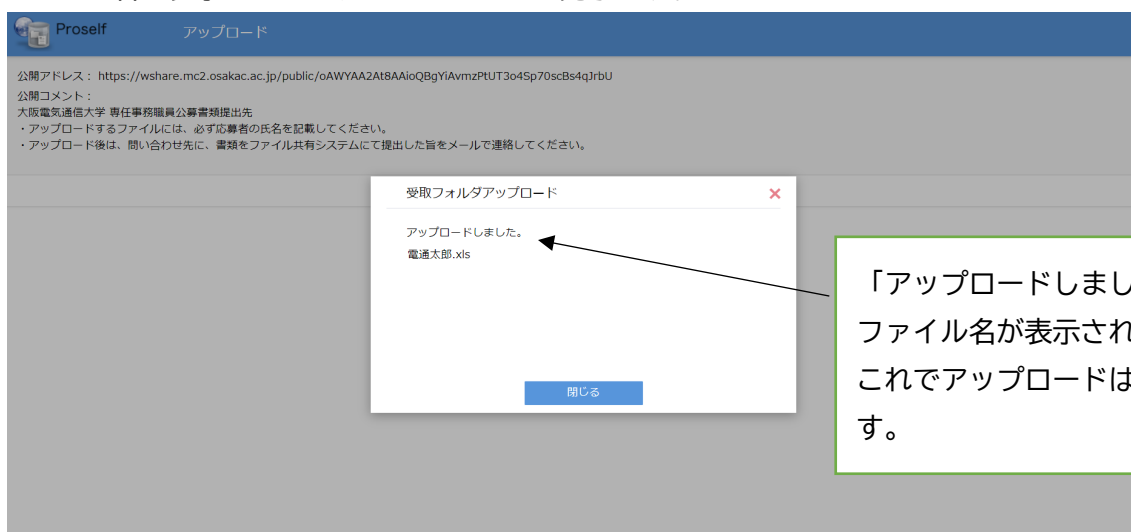 Proself アップロード
公開アドレス： https://wshare.mc2.osakac.ac.jp/public/oAWYAA2At8AAioQBgYiAvmzPtUT3o4Sp70scBs4qJrbU
公開コメント：
大阪電気通信大学 専任事務職員公募書類提出先
・アップロードするファイルには、必ず応募者の氏名を記載してください。
・アップロード後は、問い合わせ先に、書類をファイル共有システムにて提出した旨をメールで連絡してください。
受取フォルダアップロード
アップロードしました。
電通太郎.xls
閉じる
「アップロードしまし
ファイル名が表示され
これでアップロードは
す。